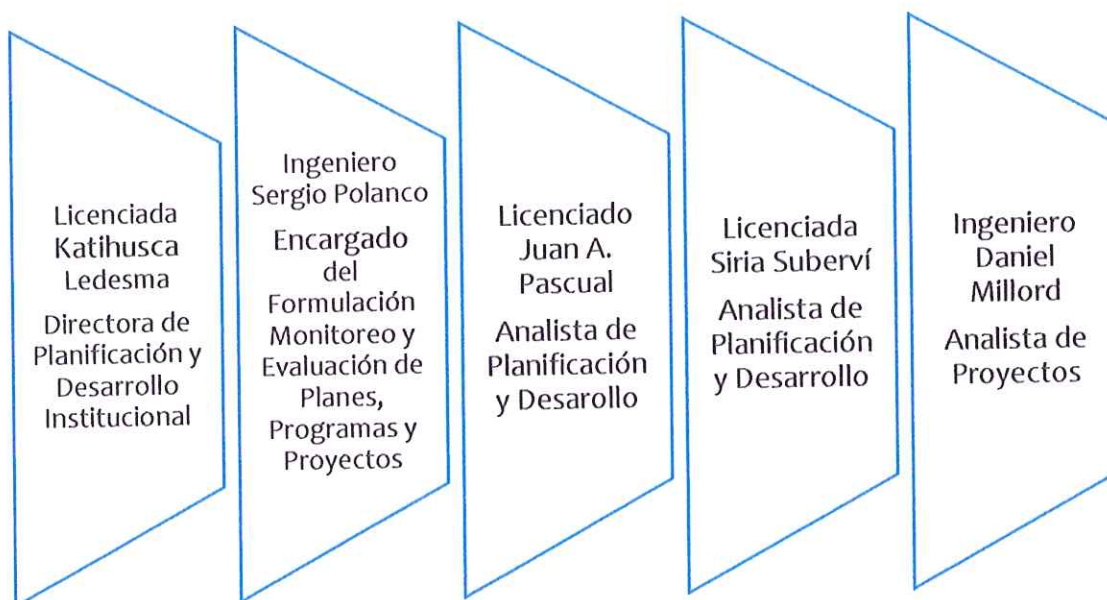 Licenciada
Katihusca
Ledesma
Directora de
Planificación y
Desarrollo
Institucional
Ingeniero
Sergio Polanco
Encargado
del
Formulación
Monitoreo y
Evaluación de
Planes,
Programas y
Proyectos
Licenciado
Juan A.
Pascual
Analista de
Planificación
y Desarollo
Licenciada
Siria Suberví
Analista de
Planificación
y Desarrollo
Ingeniero
Daniel
Millord
Analista de
Proyectos